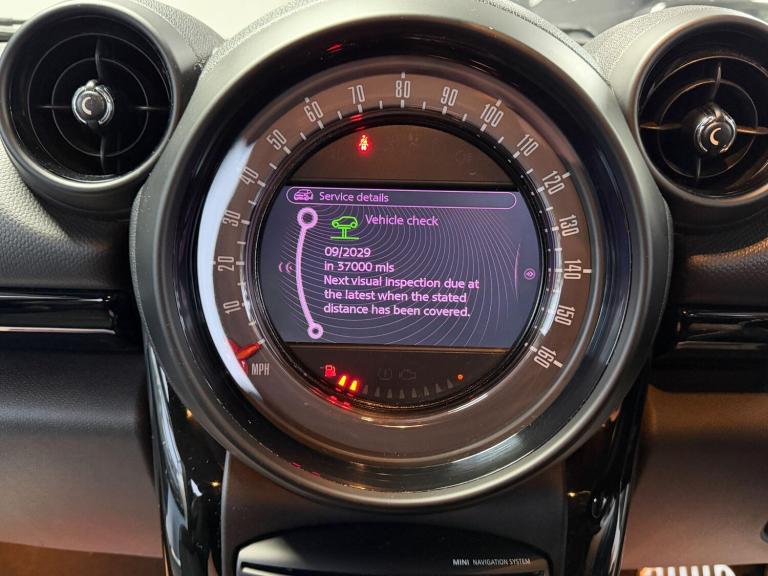 10
20
30
40
50
60
70
80
90
100
110
120
130
140
150
160
MPH
Service details
Vehicle check
09/2029
in 37000 mls
Next visual inspection due at
the latest when the stated
distance has been covered.
MINI NAVIGATION SYSTEM